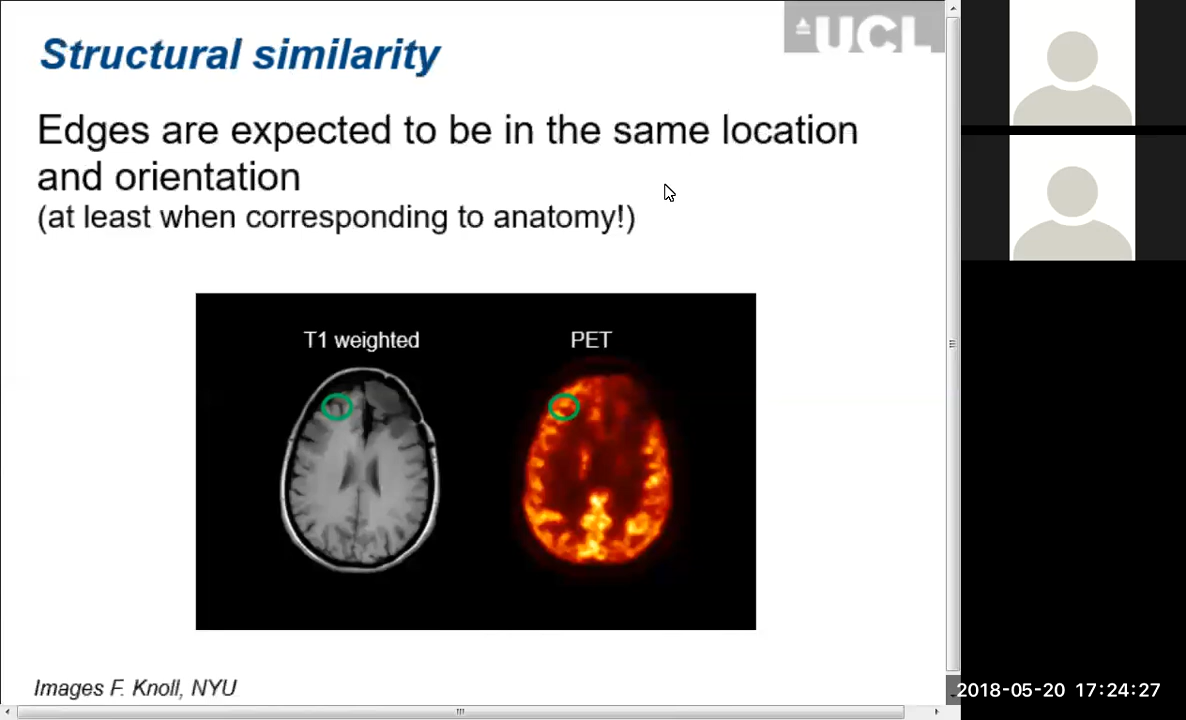 Structural similarity
UCL
Edges are expected to be in the same location
and orientation
(at least when corresponding to anatomy!)
T1 weighted
PET
Images F. Knoll, NYU
2018-05-20 17:24:27